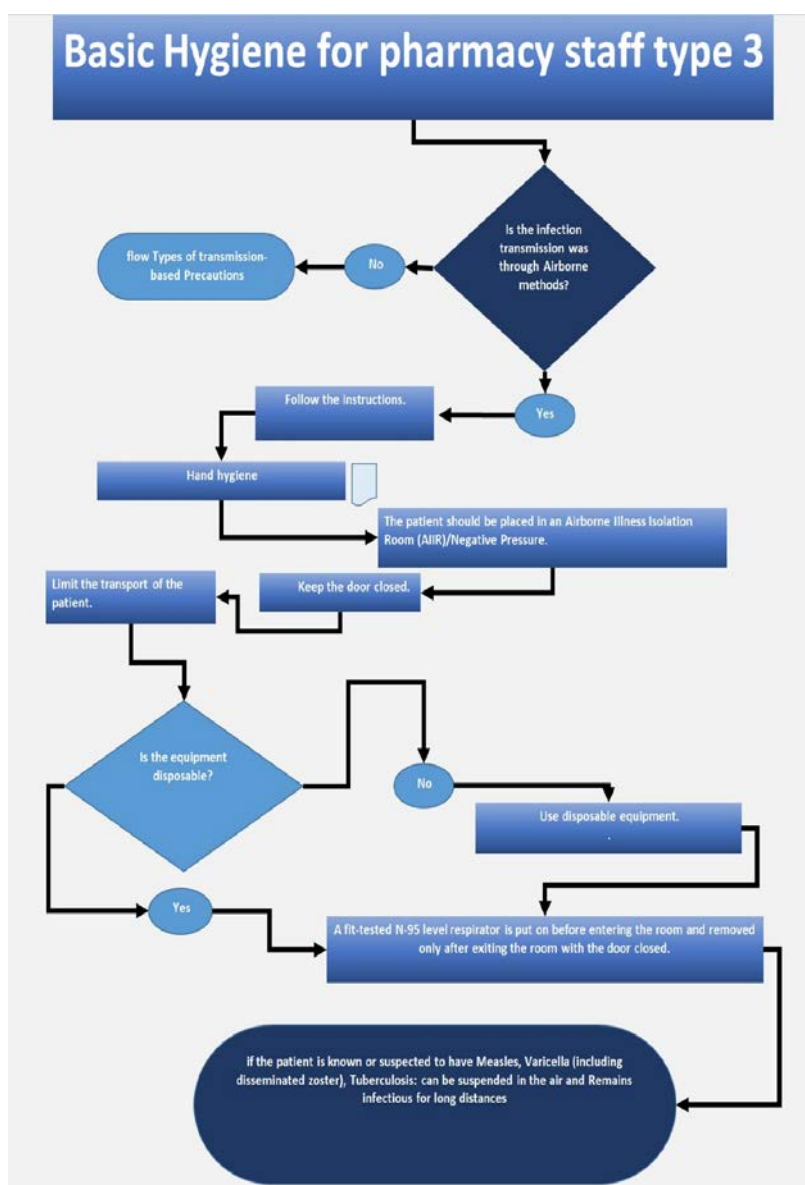 Basic Hygiene for pharmacy staff type 3
Is the infection
transmission was
through Airborne
methods?
No
flow Types of transmission-
based Precautions
Yes
Follow the instructions.
Hand hygiene
The patient should be placed in an Airborne Illness Isolation
Room (AIIR)/Negative Pressure.
Keep the door closed.
Limit the transport of the
patient.
Is the equipment
disposable?
No
Use disposable equipment.
.
Yes
A fit-tested N-95 level respirator is put on before entering the room and removed
only after exiting the room with the door closed.
if the patient is known or suspected to have Measles, Varicella (including
disseminated zoster), Tuberculosis: can be suspended in the air and Remains
infectious for long distances